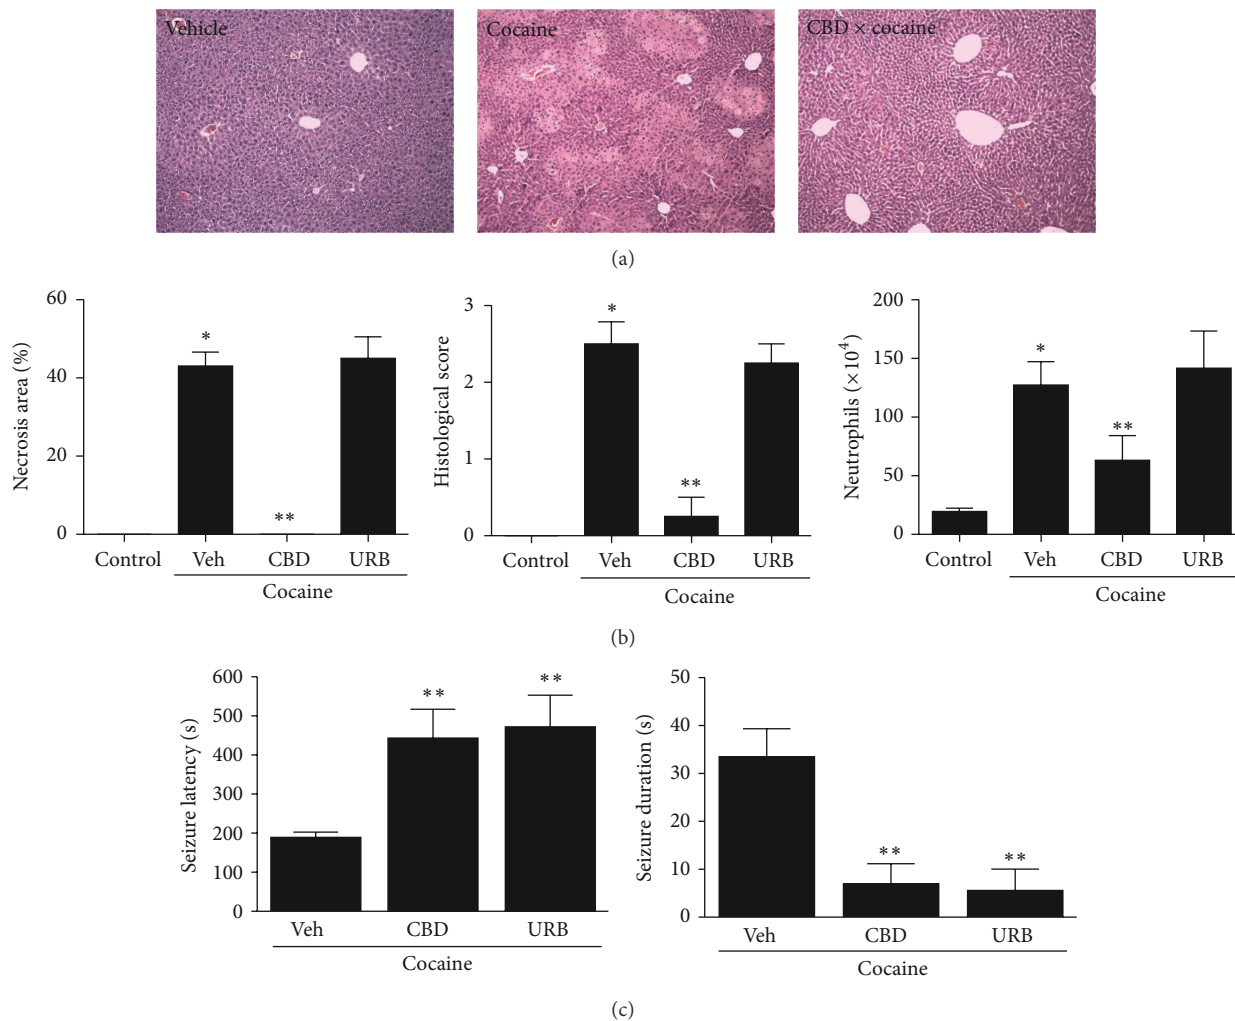 Vehicle
Cocaine
CBD × cocaine
(a)
Necrosis area (%)
60
40
20
0
*
**
Control
Veh
CBD
URB
Cocaine
Histological score
3
2
1
0
*
**
Control
Veh
CBD
URB
Cocaine
Neutrophils (×10⁴)
200
150
100
50
0
*
**
Control
Veh
CBD
URB
Cocaine
(b)
Seizure latency (s)
600
500
400
300
200
100
0
**
**
Veh
CBD
URB
Cocaine
Seizure duration (s)
50
40
30
20
10
0
**
**
Veh
CBD
URB
Cocaine
(c)